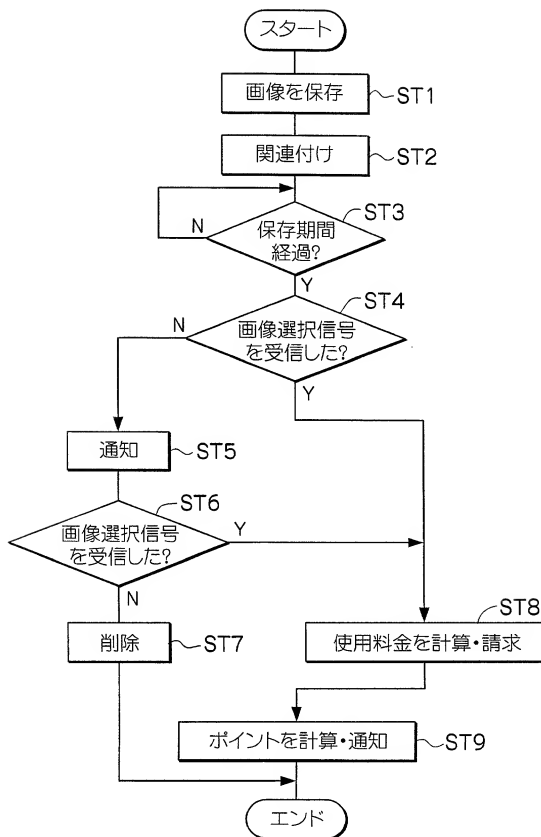 スタート
画像を保存
ST1
関連付け
ST2
ST3
保存期間
経過?
N
Y
ST4
N
画像選択信号
を受信した?
Y
通知
ST5
ST6
画像選択信号
を受信した?
Y
N
ST8
削除
ST7
使用料金を計算・請求
ポイントを計算・通知
ST9
エンド